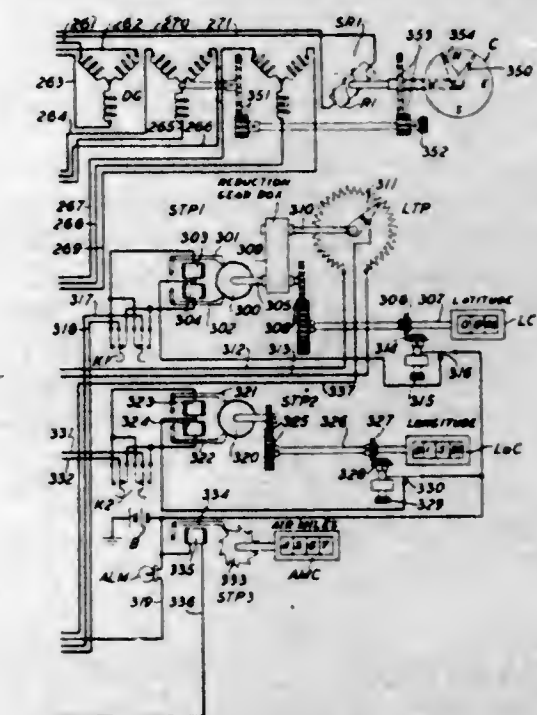 261 262 270 271 SR1 353 354 C
N 350
263 DG 351 R1 W E
264 265 266 S
352
267 REDUCTION GEAR BOX 311
268 STP1 310 LTP
269 303 301 309
317 305 306 307 LATITUDE
318 304 302 300 308 LC
K1 312 313 314 316
337 315
323 321 STP2 LONGITUDE
331 324 325 326 327
332 322 320 328 LoC
K2 330
334 329
B AIR MILES
335 333
ALM STP3 AMC
319 336